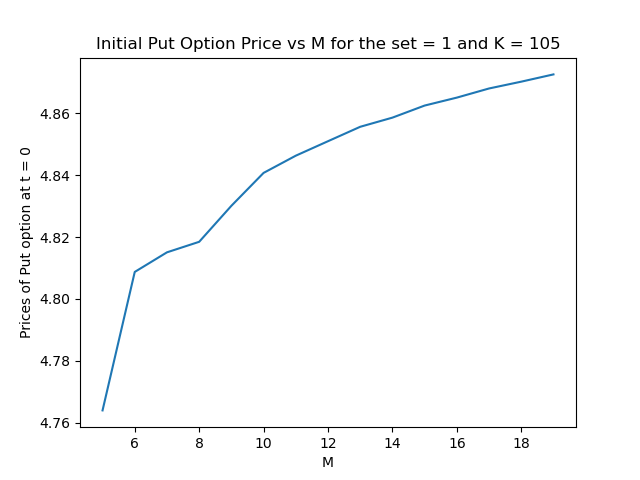 Initial Put Option Price vs M for the set = 1 and K = 105
Prices of Put option at t = 0
4.86
4.84
4.82
4.80
4.78
4.76
6 8 10 12 14 16 18
M